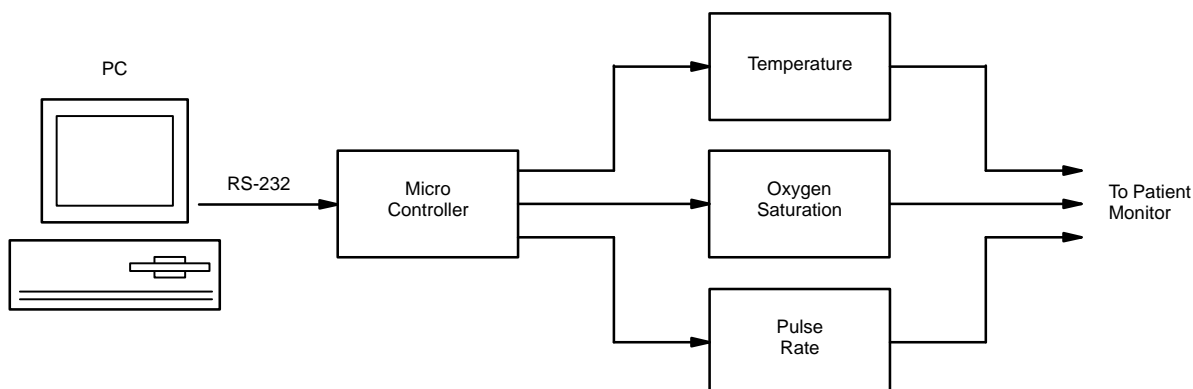 PC
RS-232
Micro
Controller
Temperature
Oxygen
Saturation
Pulse
Rate
To Patient
Monitor